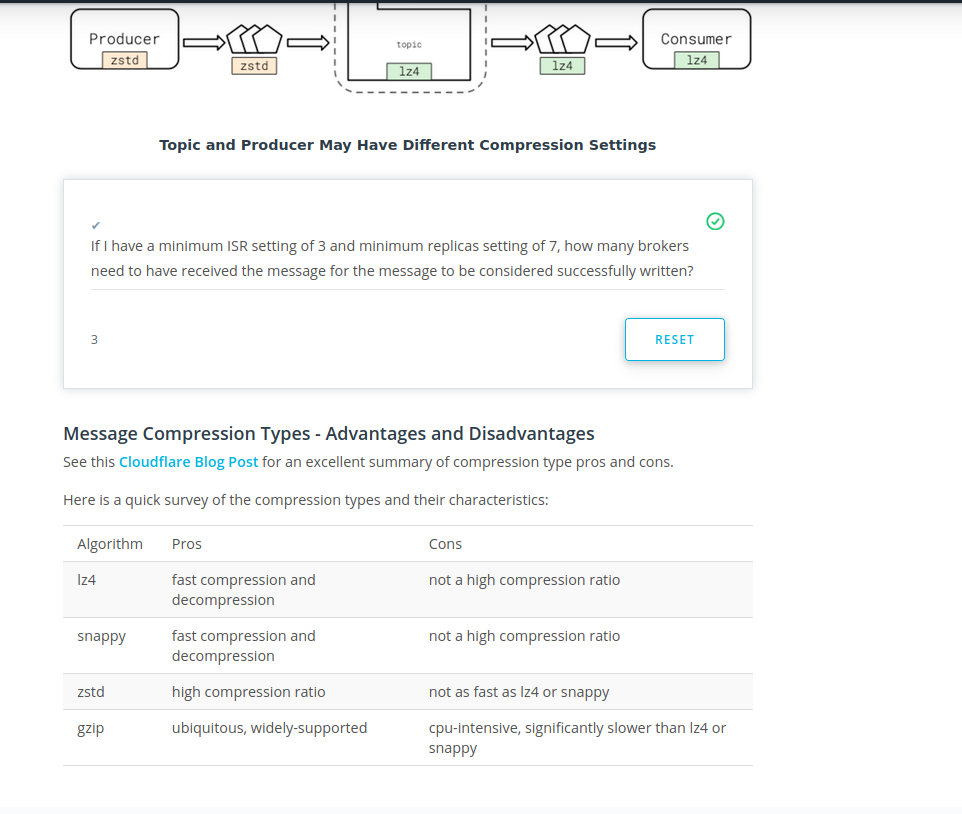 Producer
zstd
zstd
topic
lz4
lz4
Consumer
lz4
Topic and Producer May Have Different Compression Settings
✔
If I have a minimum ISR setting of 3 and minimum replicas setting of 7, how many brokers
need to have received the message for the message to be considered successfully written?
3
RESET
Message Compression Types - Advantages and Disadvantages
See this Cloudflare Blog Post for an excellent summary of compression type pros and cons.
Here is a quick survey of the compression types and their characteristics:
Algorithm Pros Cons
lz4 fast compression and not a high compression ratio
decompression
snappy fast compression and not a high compression ratio
decompression
zstd high compression ratio not as fast as lz4 or snappy
gzip ubiquitous, widely-supported cpu-intensive, significantly slower than lz4 or
snappy